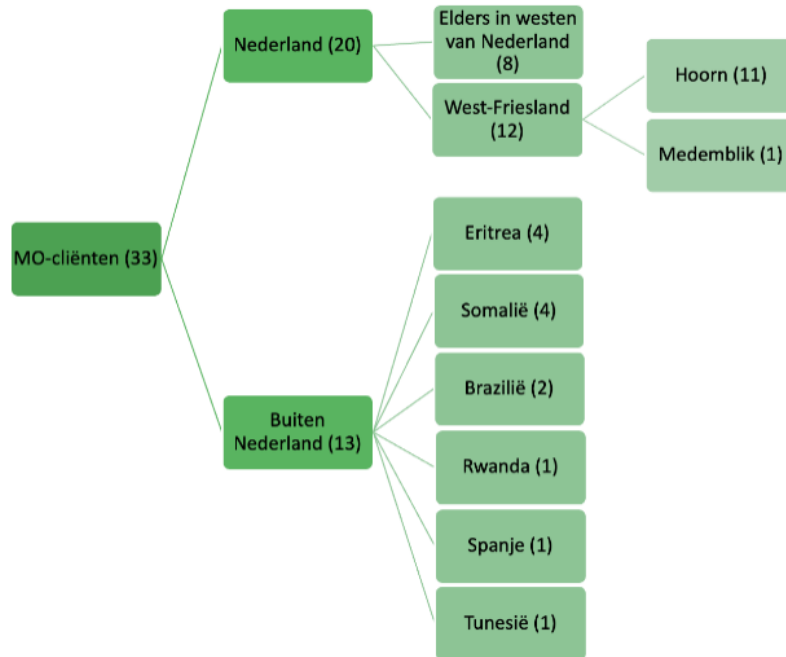 MO-cliënten (33)
Nederland (20)
Elders in westen
van Nederland
(8)
West-Friesland
(12)
Hoorn (11)
Medemblik (1)
Buiten
Nederland (13)
Eritrea (4)
Somalië (4)
Brazilië (2)
Rwanda (1)
Spanje (1)
Tunesië (1)